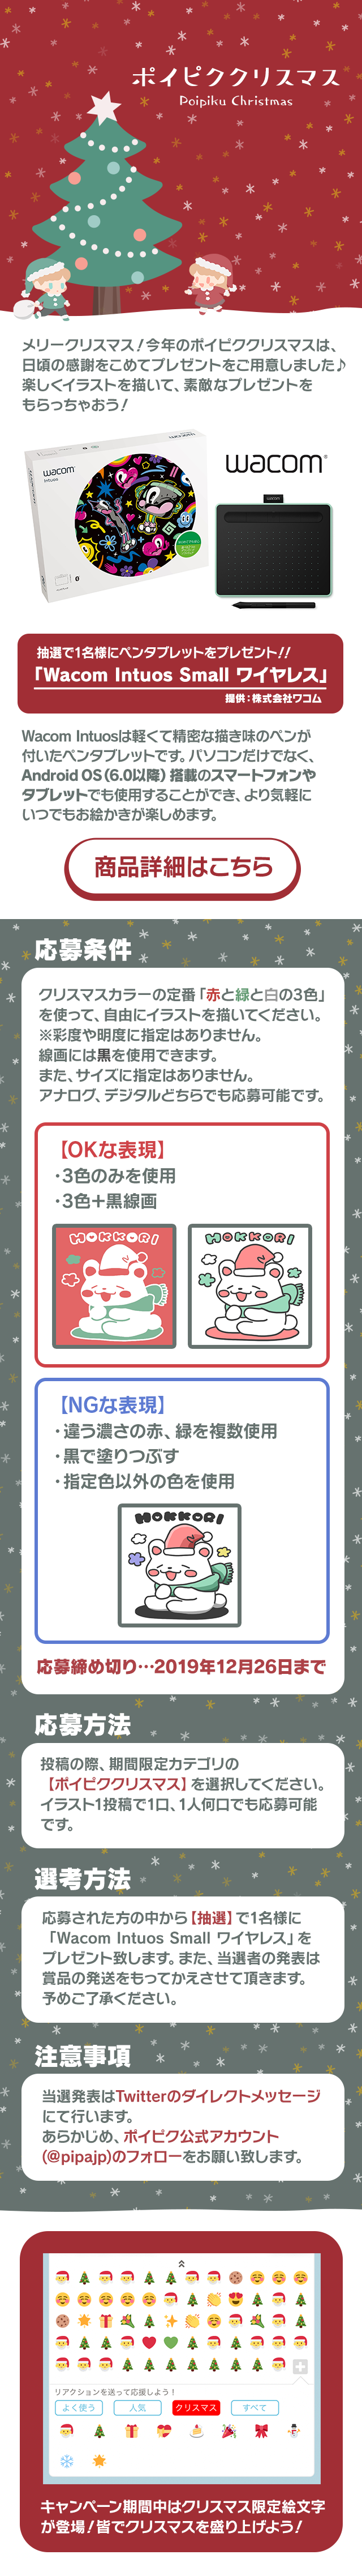 ポイピククリスマス
Poipiku Christmas
メリークリスマス！今年のポイピククリスマスは、
日頃の感謝をこめてプレゼントをご用意しました♪
楽しくイラストを描いて、素敵なプレゼントを
もらっちゃおう！
wacom
Intuos
wacom
抽選で1名様にペンタブレットをプレゼント!!
「Wacom Intuos Small ワイヤレス」
提供：株式会社ワコム
Wacom Intuosは軽くて精密な描き味のペンが
付いたペンタブレットです。パソコンだけでなく、
Android OS（6.0以降）搭載のスマートフォンや
タブレットでも使用することができ、より気軽に
いつでもお絵かきが楽しめます。
商品詳細はこちら
応募条件
クリスマスカラーの定番「赤と緑と白の3色」
を使って、自由にイラストを描いてください。
※彩度や明度に指定はありません。
線画には黒を使用できます。
また、サイズに指定はありません。
アナログ、デジタルどちらでも応募可能です。
【OKな表現】
・3色のみを使用
・3色＋黒線画
HOKKORI
HOKKORI
【NGな表現】
・違う濃さの赤、緑を複数使用
・黒で塗りつぶす
・指定色以外の色を使用
HOKKORI
応募締め切り…2019年12月26日まで
応募方法
投稿の際、期間限定カテゴリの
【ポイピククリスマス】を選択してください。
イラスト1投稿で1口、1人何口でも応募可能
です。
選考方法
応募された方の中から【抽選】で1名様に
「Wacom Intuos Small ワイヤレス」を
プレゼント致します。また、当選者の発表は
賞品の発送をもってかえさせて頂きます。
予めご了承ください。
注意事項
当選発表はTwitterのダイレクトメッセージ
にて行います。
あらかじめ、ポイピク公式アカウント
(@pipajp)のフォローをお願い致します。
リアクションを送って応援しよう！
よく使う 人気 クリスマス すべて
キャンペーン期間中はクリスマス限定絵文字
が登場！皆でクリスマスを盛り上げよう！